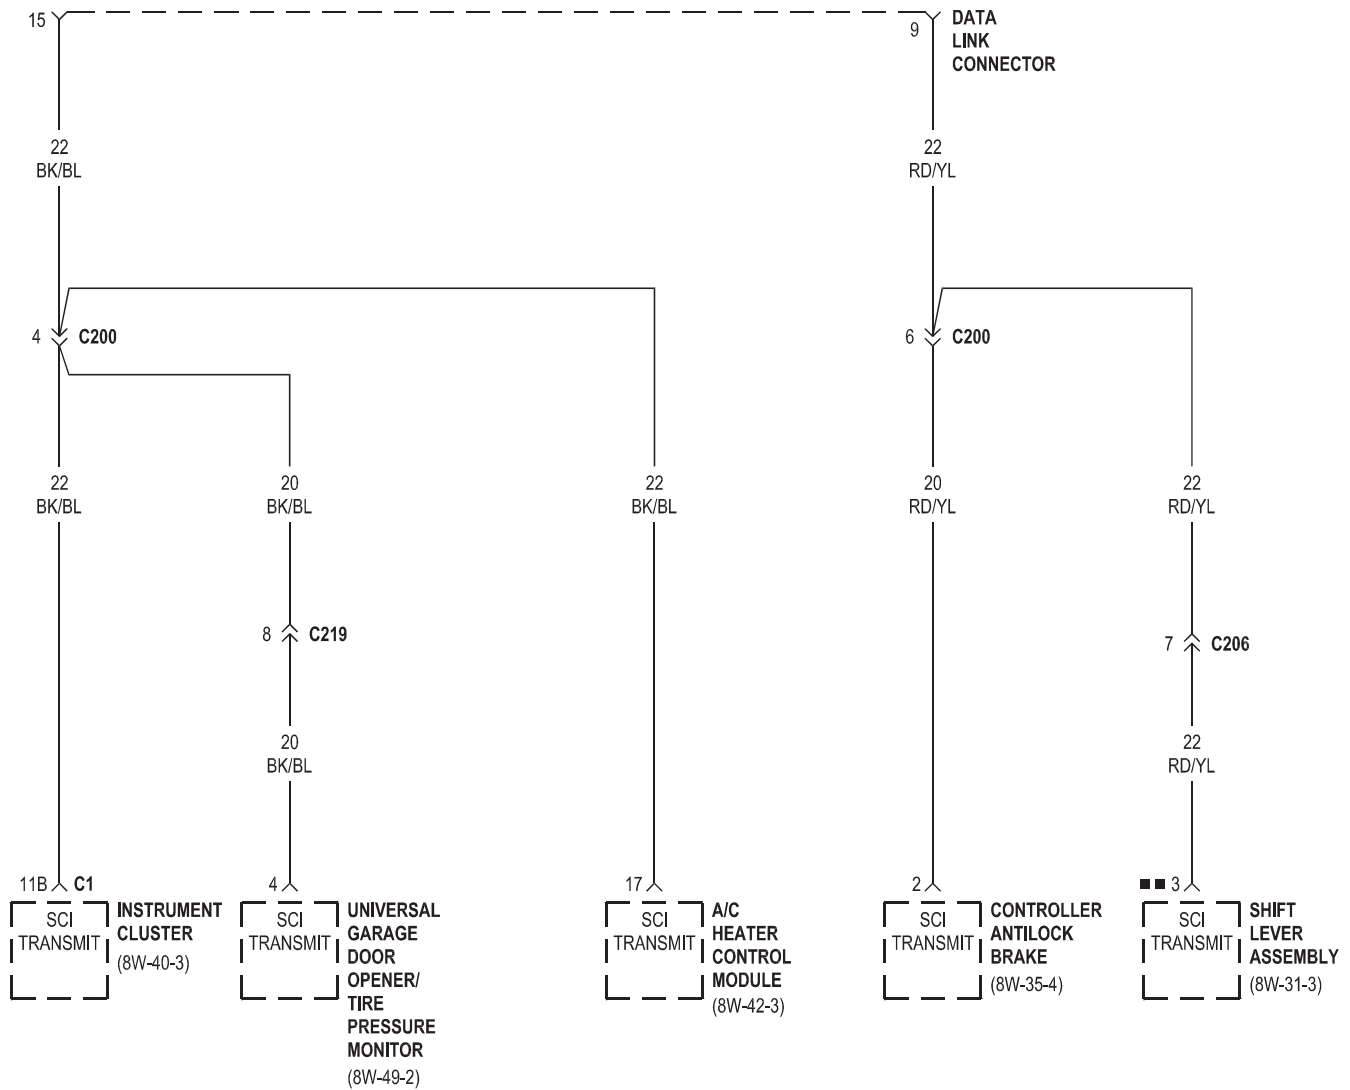 15
9
DATA
LINK
CONNECTOR
22
BK/BL
22
RD/YL
4
C200
6
C200
22
BK/BL
20
BK/BL
22
BK/BL
20
RD/YL
22
RD/YL
8
C219
7
C206
20
BK/BL
22
RD/YL
11B
C1
4
17
2
3
SCI
TRANSMIT
INSTRUMENT
CLUSTER
(8W-40-3)
SCI
TRANSMIT
UNIVERSAL
GARAGE
DOOR
OPENER/
TIRE
PRESSURE
MONITOR
(8W-49-2)
SCI
TRANSMIT
A/C
HEATER
CONTROL
MODULE
(8W-42-3)
SCI
TRANSMIT
CONTROLLER
ANTILOCK
BRAKE
(8W-35-4)
SCI
TRANSMIT
SHIFT
LEVER
ASSEMBLY
(8W-31-3)